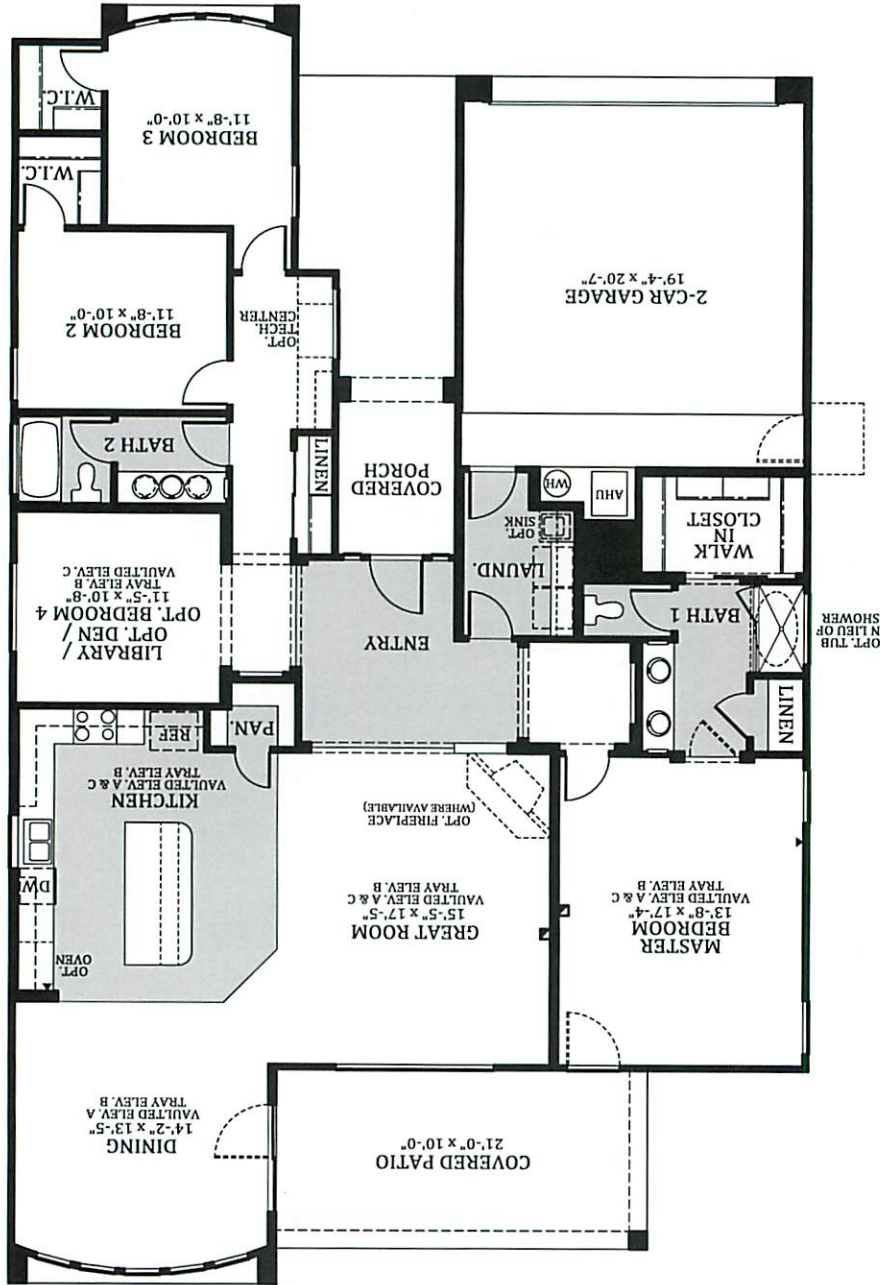 DINING
14'-2" x 13'-5"
VAULTED ELEV. A
TRAY ELEV. B
COVERED PATIO
21'-0" x 10'-0"
OPT.
OVEN
DW
KITCHEN
VAULTED ELEV. A & C
TRAY ELEV. B
REF
PAN.
GREAT ROOM
15'-5" x 17'-5"
VAULTED ELEV. A & C
TRAY ELEV. B
OPT. FIREPLACE
(WHERE AVAILABLE)
MASTER
BEDROOM
13'-8" x 17'-4"
VAULTED ELEV. A & C
TRAY ELEV. B
LIBRARY /
OPT. DEN /
OPT. BEDROOM 4
11'-5" x 10'-8"
TRAY ELEV. B
VAULTED ELEV. C
ENTRY
LINEN
BATH 1
OPT. TUB
IN LIEU OF
SHOWER
LAUND.
OPT.
SINK
WALK
IN
CLOSET
AHU
WH
BATH 2
LINEN
COVERED
PORCH
BEDROOM 2
11'-8" x 10'-0"
OPT.
TECH.
CENTER
2-CAR GARAGE
19'-4" x 20'-7"
W.I.C.
W.I.C.
BEDROOM 3
11'-8" x 10'-0"